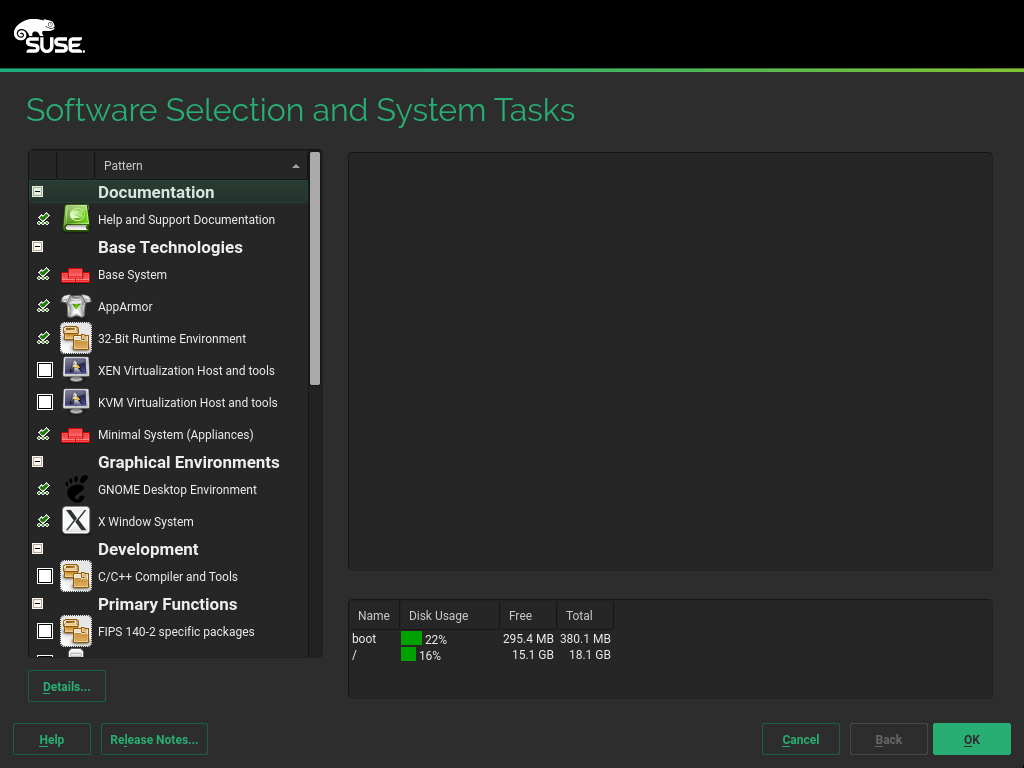 SUSE.
Software Selection and System Tasks
Pattern
Documentation
Help and Support Documentation
Base Technologies
Base System
AppArmor
32-Bit Runtime Environment
XEN Virtualization Host and tools
KVM Virtualization Host and tools
Minimal System (Appliances)
Graphical Environments
GNOME Desktop Environment
X Window System
Development
C/C++ Compiler and Tools
Primary Functions
FIPS 140-2 specific packages
Name Disk Usage Free Total
boot 22% 295.4 MB 380.1 MB
/ 16% 15.1 GB 18.1 GB
Details...
Help Release Notes... Cancel Back OK